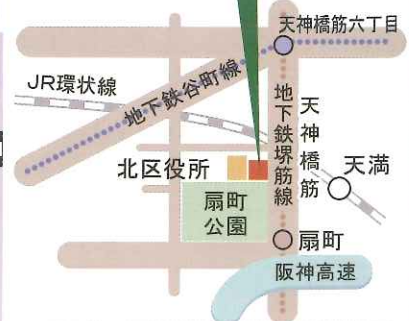 天神橋筋六丁目
JR環状線
地下鉄谷町線
地下鉄堺筋線
天神橋筋
北区役所
天満
扇町
公園
扇町
阪神高速